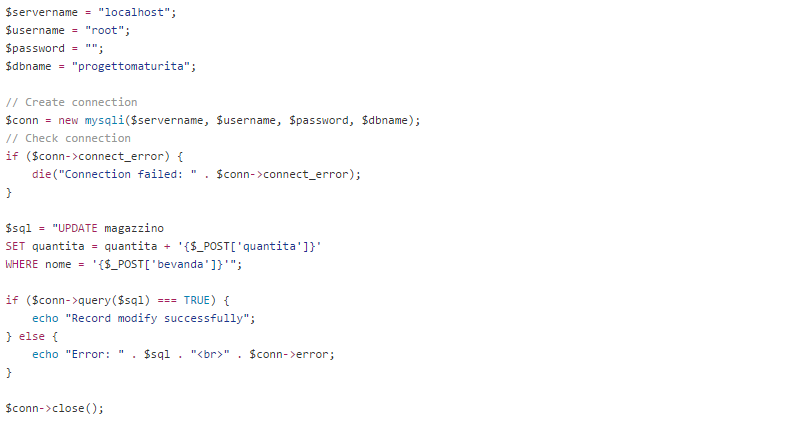 $servername = "localhost";
$username = "root";
$password = "";
$dbname = "progettomaturita";
// Create connection
$conn = new mysqli($servername, $username, $password, $dbname);
// Check connection
if ($conn->connect_error) {
    die("Connection failed: " . $conn->connect_error);
}
$sql = "UPDATE magazzino
SET quantita = quantita + '{$_POST['quantita']}'
WHERE nome = '{$_POST['bevanda']}'";
if ($conn->query($sql) === TRUE) {
    echo "Record modify successfully";
} else {
    echo "Error: " . $sql . "<br>" . $conn->error;
}
$conn->close();